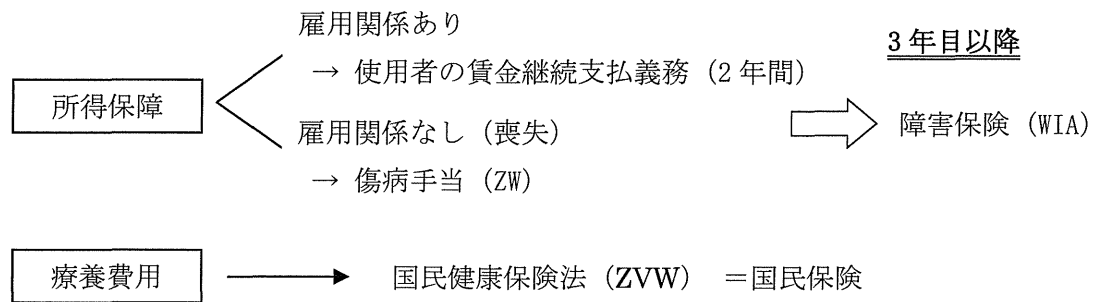 雇用関係あり
3年目以降
→ 使用者の賃金継続支払義務（2年間）
所得保障
障害保険（WIA）
雇用関係なし（喪失）
→ 傷病手当（ZW）
療養費用
国民健康保険法（ZVW） ＝国民保険